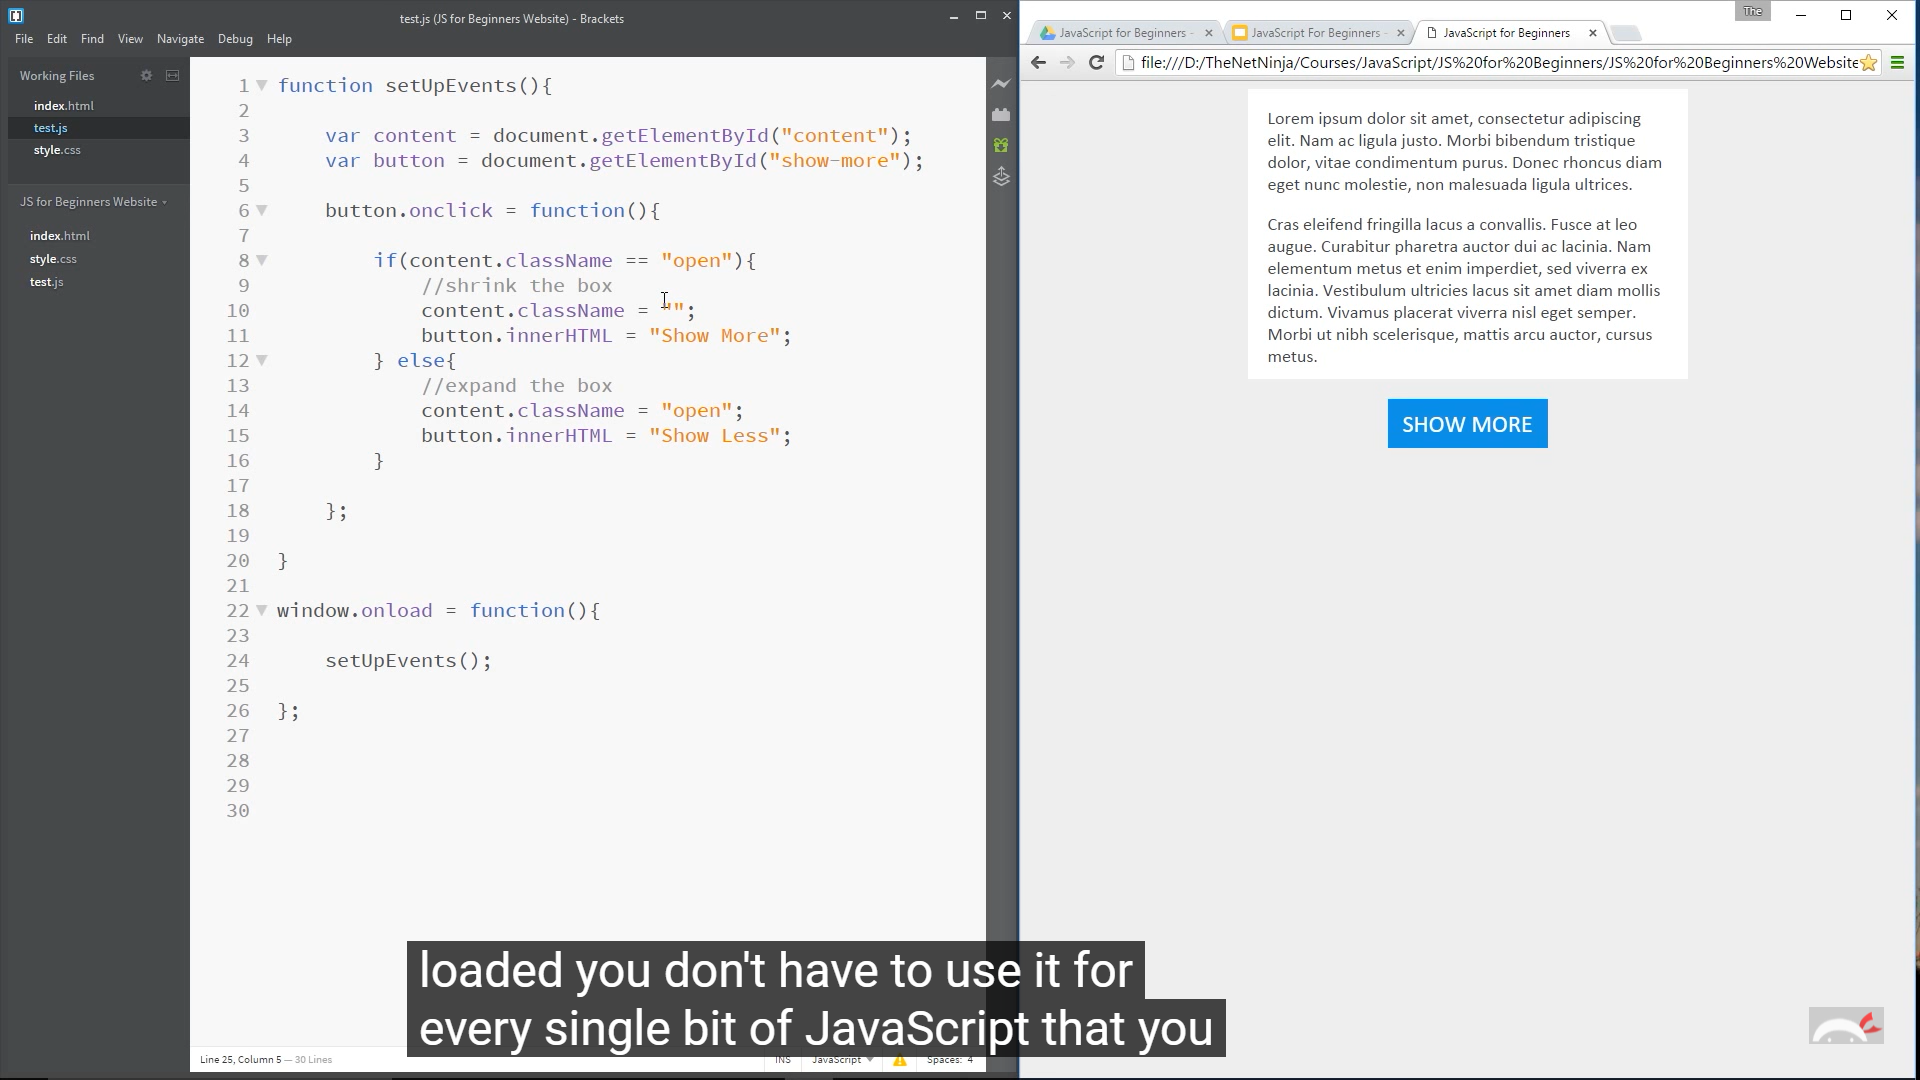 test.js (JS for Beginners Website) - Brackets
File Edit Find View Navigate Debug Help
Working Files
index.html
test.js
style.css
JS for Beginners Website
index.html
style.css
test.js
1 function setUpEvents(){
2
3 var content = document.getElementById("content");
4 var button = document.getElementById("show-more");
5
6 button.onclick = function(){
7
8 if(content.className == "open"){
9 //shrink the box
10 content.className = "";
11 button.innerHTML = "Show More";
12 } else{
13 //expand the box
14 content.className = "open";
15 button.innerHTML = "Show Less";
16 }
17
18 };
19
20 }
21
22 window.onload = function(){
23
24 setUpEvents();
25
26 };
27
28
29
30
Line 25, Column 5 — 30 Lines
INS JavaScript Spaces: 4
The
JavaScript for Beginners - JavaScript For Beginners - JavaScript for Beginners
file:///D:/TheNetNinja/Courses/JavaScript/JS%20for%20Beginners/JS%20for%20Beginners%20Website
Lorem ipsum dolor sit amet, consectetur adipiscing
elit. Nam ac ligula justo. Morbi bibendum tristique
dolor, vitae condimentum purus. Donec rhoncus diam
eget nunc molestie, non malesuada ligula ultrices.
Cras eleifend fringilla lacus a convallis. Fusce at leo
augue. Curabitur pharetra auctor dui ac lacinia. Nam
elementum metus et enim imperdiet, sed viverra ex
lacinia. Vestibulum ultricies lacus sit amet diam mollis
dictum. Vivamus placerat viverra nisl eget semper.
Morbi ut nibh scelerisque, mattis arcu auctor, cursus
metus.
SHOW MORE
loaded you don't have to use it for
every single bit of JavaScript that you